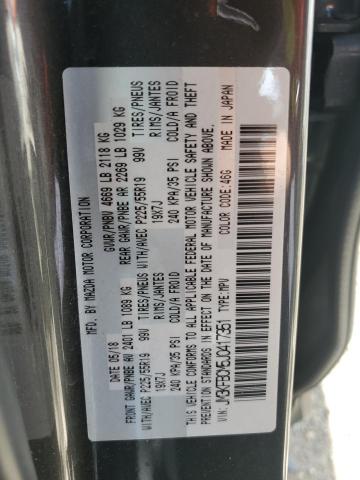 MFD. BY MAZDA MOTOR CORPORATION
DATE 05/18 GVWR/PNBV 4669 LB 2118 KG
FRONT GAWR/PNBE AV 2401 LB 1089 KG REAR GAWR/PNBE AR 2269 LB 1029 KG
WITH/AVEC P225/55R19 99V TIRES/PNEUS WITH/AVEC P225/55R19 99V TIRES/PNEUS
19X7J RIMS/JANTES 19X7J RIMS/JANTES
240 KPA/35 PSI COLD/A FROID 240 KPA/35 PSI COLD/A FROID
THIS VEHICLE CONFORMS TO ALL APPLICABLE FEDERAL MOTOR VEHICLE SAFETY AND THEFT
PREVENTION STANDARDS IN EFFECT ON THE DATE OF MANUFACTURE SHOWN ABOVE.
VIN: JM3KFBCM5J0417351 TYPE: MPV COLOR CODE: 46G MADE IN JAPAN